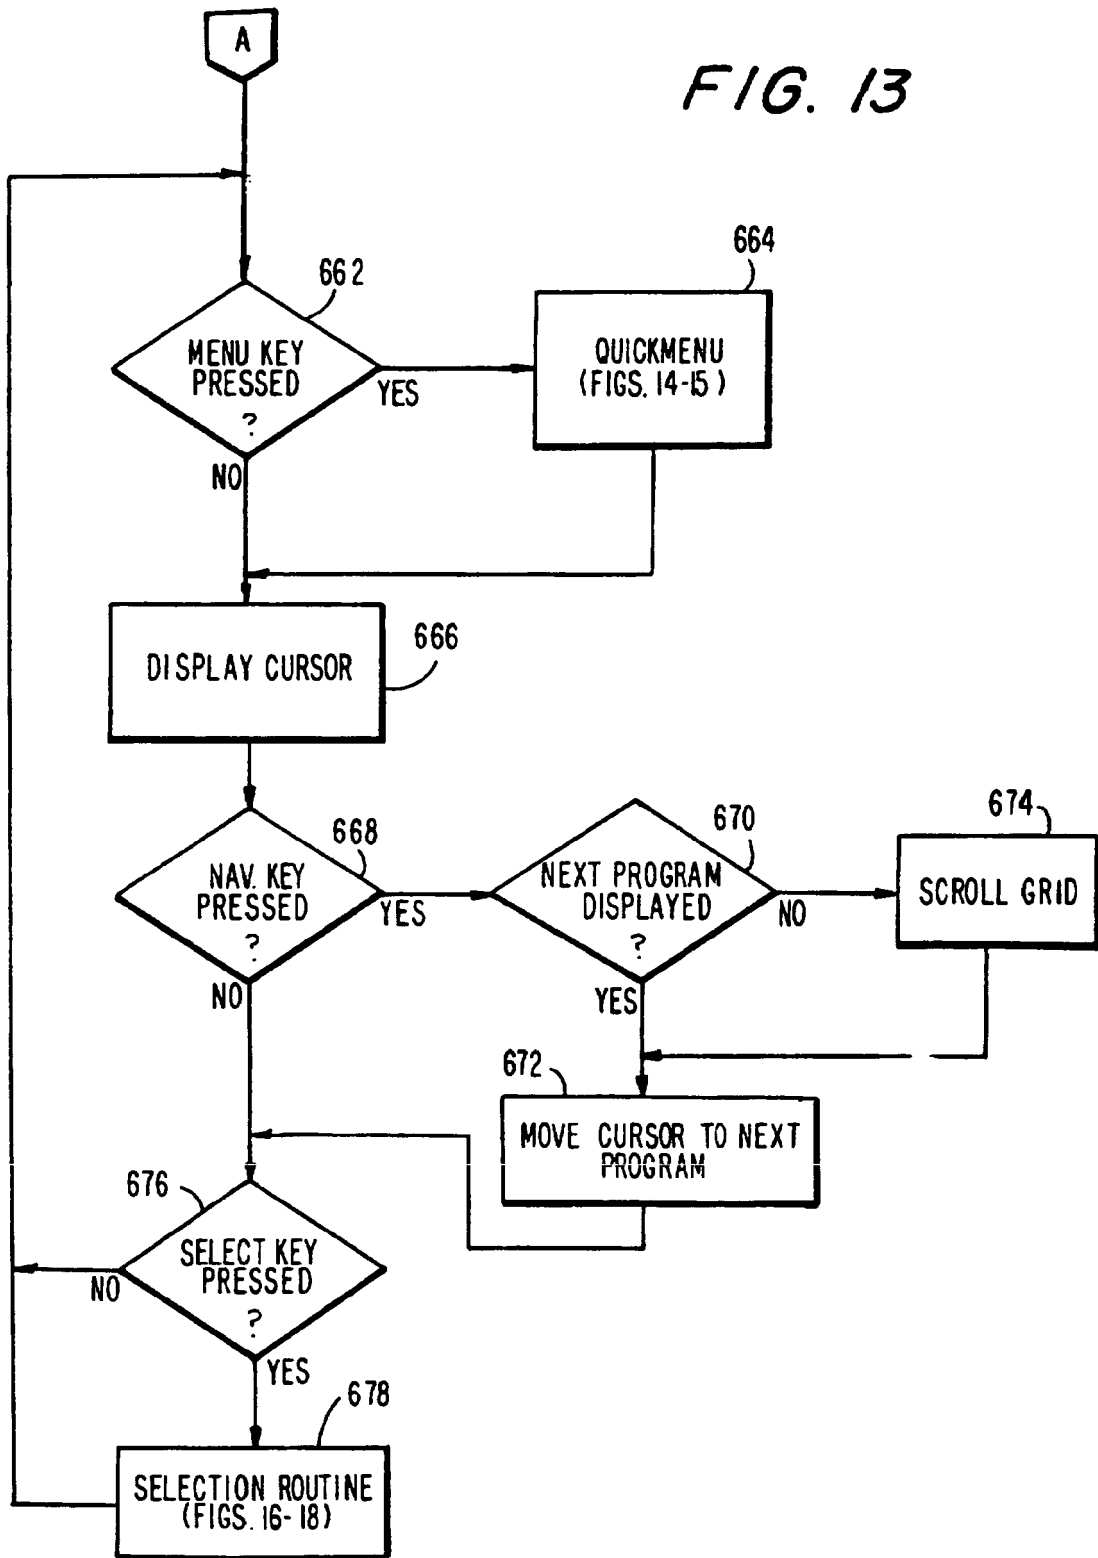 A
FIG. 13
662
MENU KEY
PRESSED
?
YES
NO
664
QUICKMENU
(FIGS. 14-15)
DISPLAY CURSOR
666
NAV. KEY
PRESSED
?
668
YES
NO
NEXT PROGRAM
DISPLAYED
?
670
NO
YES
674
SCROLL GRID
672
MOVE CURSOR TO NEXT
PROGRAM
676
SELECT KEY
PRESSED
?
NO
YES
678
SELECTION ROUTINE
(FIGS. 16-18)